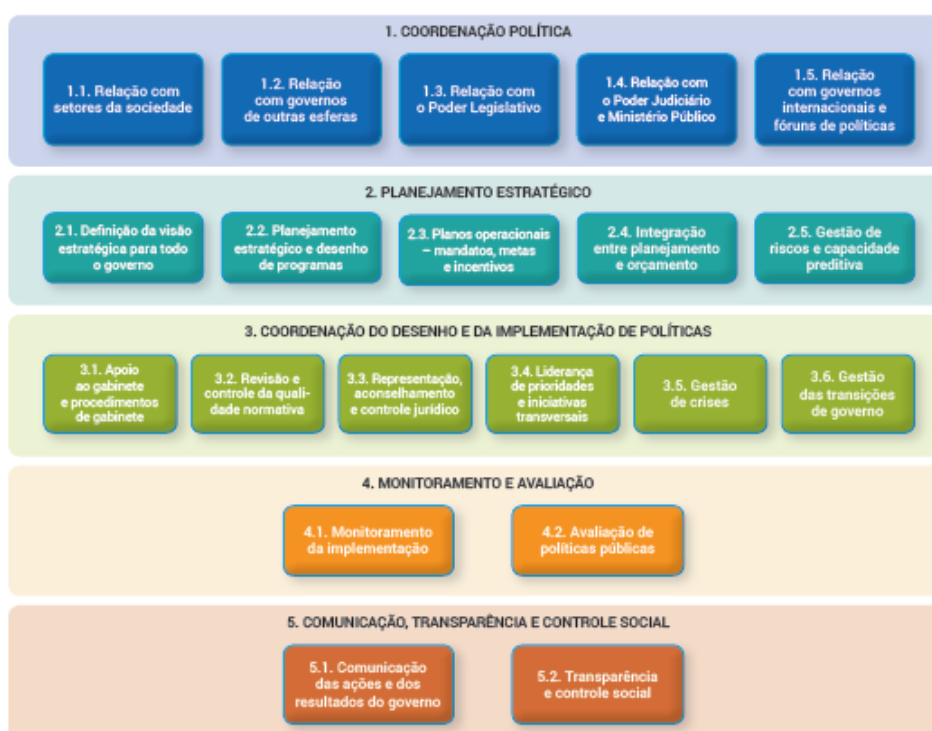 1. COORDENAÇÃO POLÍTICA
1.1. Relação com
setores da sociedade
1.2. Relação
com governos
de outras esferas
1.3. Relação com
o Poder Legislativo
1.4. Relação com
o Poder Judiciário
e Ministério Público
1.5. Relação
com governos
internacionais e
fóruns de políticas
2. PLANEJAMENTO ESTRATÉGICO
2.1. Definição da visão
estratégica para todo
o governo
2.2. Planejamento
estratégico e desenho
de programas
2.3. Planos operacionais
– mandatos, metas
e incentivos
2.4. Integração
entre planejamento
e orçamento
2.5. Gestão de
riscos e capacidade
preditiva
3. COORDENAÇÃO DO DESENHO E DA IMPLEMENTAÇÃO DE POLÍTICAS
3.1. Apoio
ao gabinete
e procedimentos
de gabinete
3.2. Revisão e
controle da quali-
dade normativa
3.3. Representação,
aconselhamento
e controle jurídico
3.4. Liderança
de prioridades
e iniciativas
transversais
3.5. Gestão
de crises
3.6. Gestão
das transições
de governo
4. MONITORAMENTO E AVALIAÇÃO
4.1. Monitoramento
da implementação
4.2. Avaliação de
políticas públicas
5. COMUNICAÇÃO, TRANSPARÊNCIA E CONTROLE SOCIAL
5.1. Comunicação
das ações e dos
resultados do governo
5.2. Transparência
e controle social